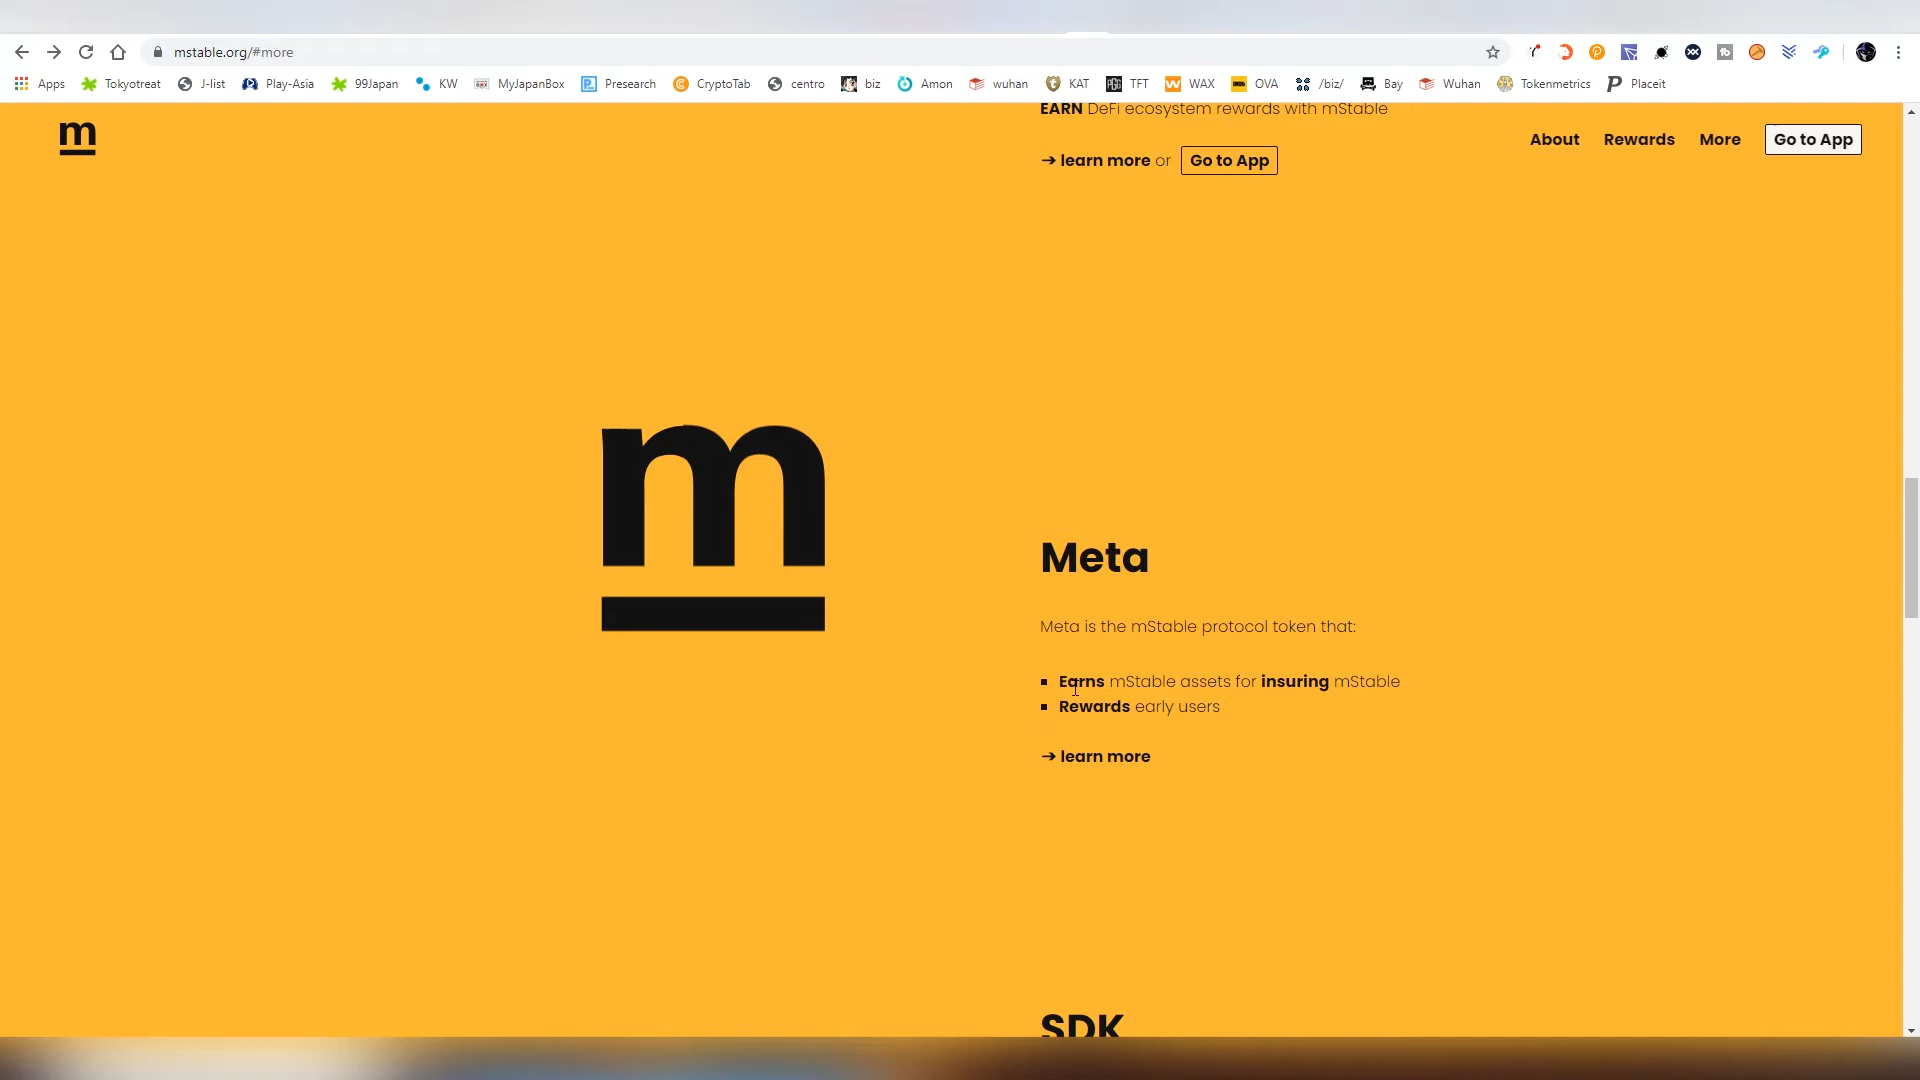 mstable.org/#more
Apps Tokyotreat J-list Play-Asia 99Japan KW MyJapanBox Presearch CryptoTab centro biz Amon wuhan KAT TFT WAX OVA /biz/ Bay Wuhan Tokenmetrics Placeit
EARN DeFi ecosystem rewards with mStable
m
About Rewards More Go to App
→ learn more or Go to App
m
Meta
Meta is the mStable protocol token that:
▪ Earns mStable assets for insuring mStable
▪ Rewards early users
→ learn more
SDK